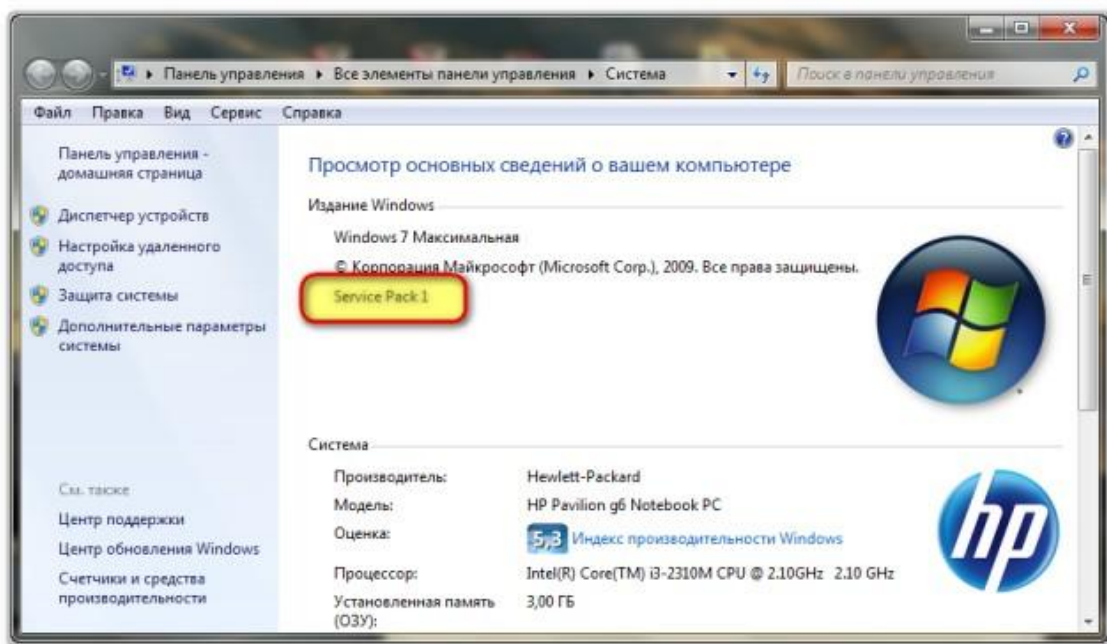 Панель управления ▸ Все элементы панели управления ▸ Система
Поиск в панели управления
Файл Правка Вид Сервис Справка
Панель управления -
домашняя страница
Диспетчер устройств
Настройка удаленного
доступа
Защита системы
Дополнительные параметры
системы
См. также
Центр поддержки
Центр обновления Windows
Счетчики и средства
производительности
Просмотр основных сведений о вашем компьютере
Издание Windows
Windows 7 Максимальная
© Корпорация Майкрософт (Microsoft Corp.), 2009. Все права защищены.
Service Pack 1
Система
Производитель: Hewlett-Packard
Модель: HP Pavilion g6 Notebook PC
Оценка: 5,3 Индекс производительности Windows
Процессор: Intel(R) Core(TM) i3-2310M CPU @ 2.10GHz 2.10 GHz
Установленная память 3,00 ГБ
(ОЗУ):
hp